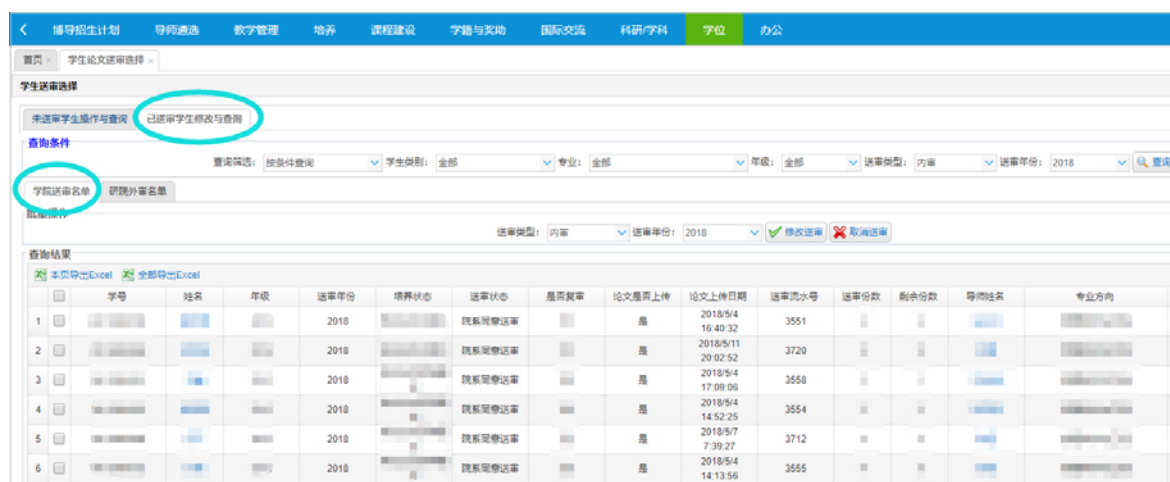 博导招生计划 导师遴选 教学管理 培养 课程建设 学籍与奖助 国际交流 科研/学科 学位 办公
首页 × 学生论文送审选择 ×
学生送审选择
未送审学生操作与查询 已送审学生修改与查询
查询条件
查询筛选: 按条件查询 学生类别: 全部 专业: 全部 年级: 全部 送审类型: 内审 送审年份: 2018 查询
学院送审名单 研院外审名单
批量操作
送审类型: 内审 送审年份: 2018 修改送审 取消送审
查询结果
本页导出Excel 全部导出Excel
学号 姓名 年级 送审年份 培养状态 送审状态 是否复审 论文是否上传 论文上传日期 送审流水号 送审份数 剩余份数 导师姓名 专业方向
1 2018 院系同意送审 是 2018/5/4 16:40:32 3551
2 2018 院系同意送审 是 2018/5/11 20:02:52 3720
3 2018 院系同意送审 是 2018/5/4 17:09:06 3558
4 2018 院系同意送审 是 2018/5/4 14:52:25 3554
5 2018 院系同意送审 是 2018/5/7 7:39:27 3712
6 2018 院系同意送审 是 2018/5/4 14:13:56 3555